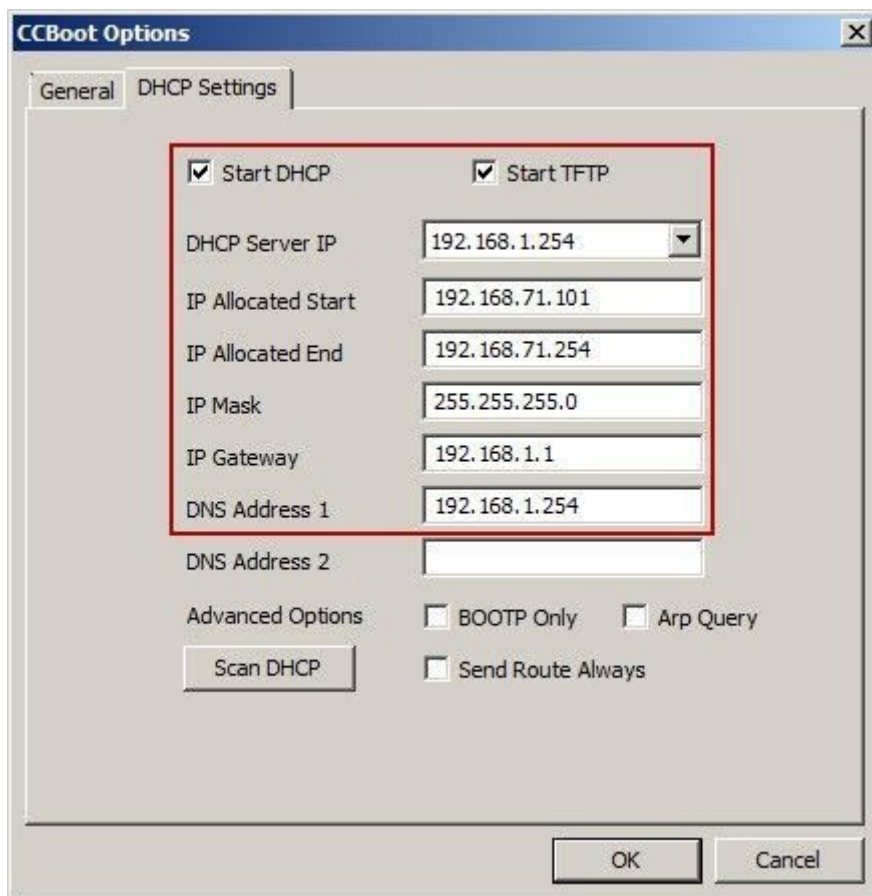 CCBoot Options
General DHCP Settings
Start DHCP Start TFTP
DHCP Server IP 192.168.1.254
IP Allocated Start 192.168.71.101
IP Allocated End 192.168.71.254
IP Mask 255.255.255.0
IP Gateway 192.168.1.1
DNS Address 1 192.168.1.254
DNS Address 2
Advanced Options BOOTP Only Arp Query
Scan DHCP Send Route Always
OK Cancel